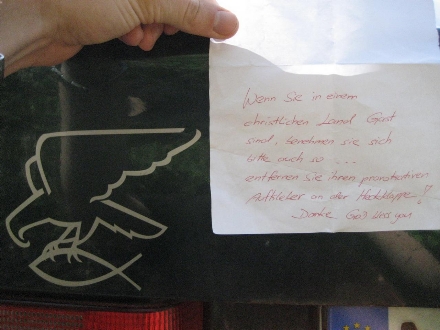 Wenn Sie in einem
christlichen Land Gast
sind, benehmen sie sich
bitte auch so ...
entfernen Sie ihren provokativen
Aufkleber an der Heckklappe!
Danke. God bless you